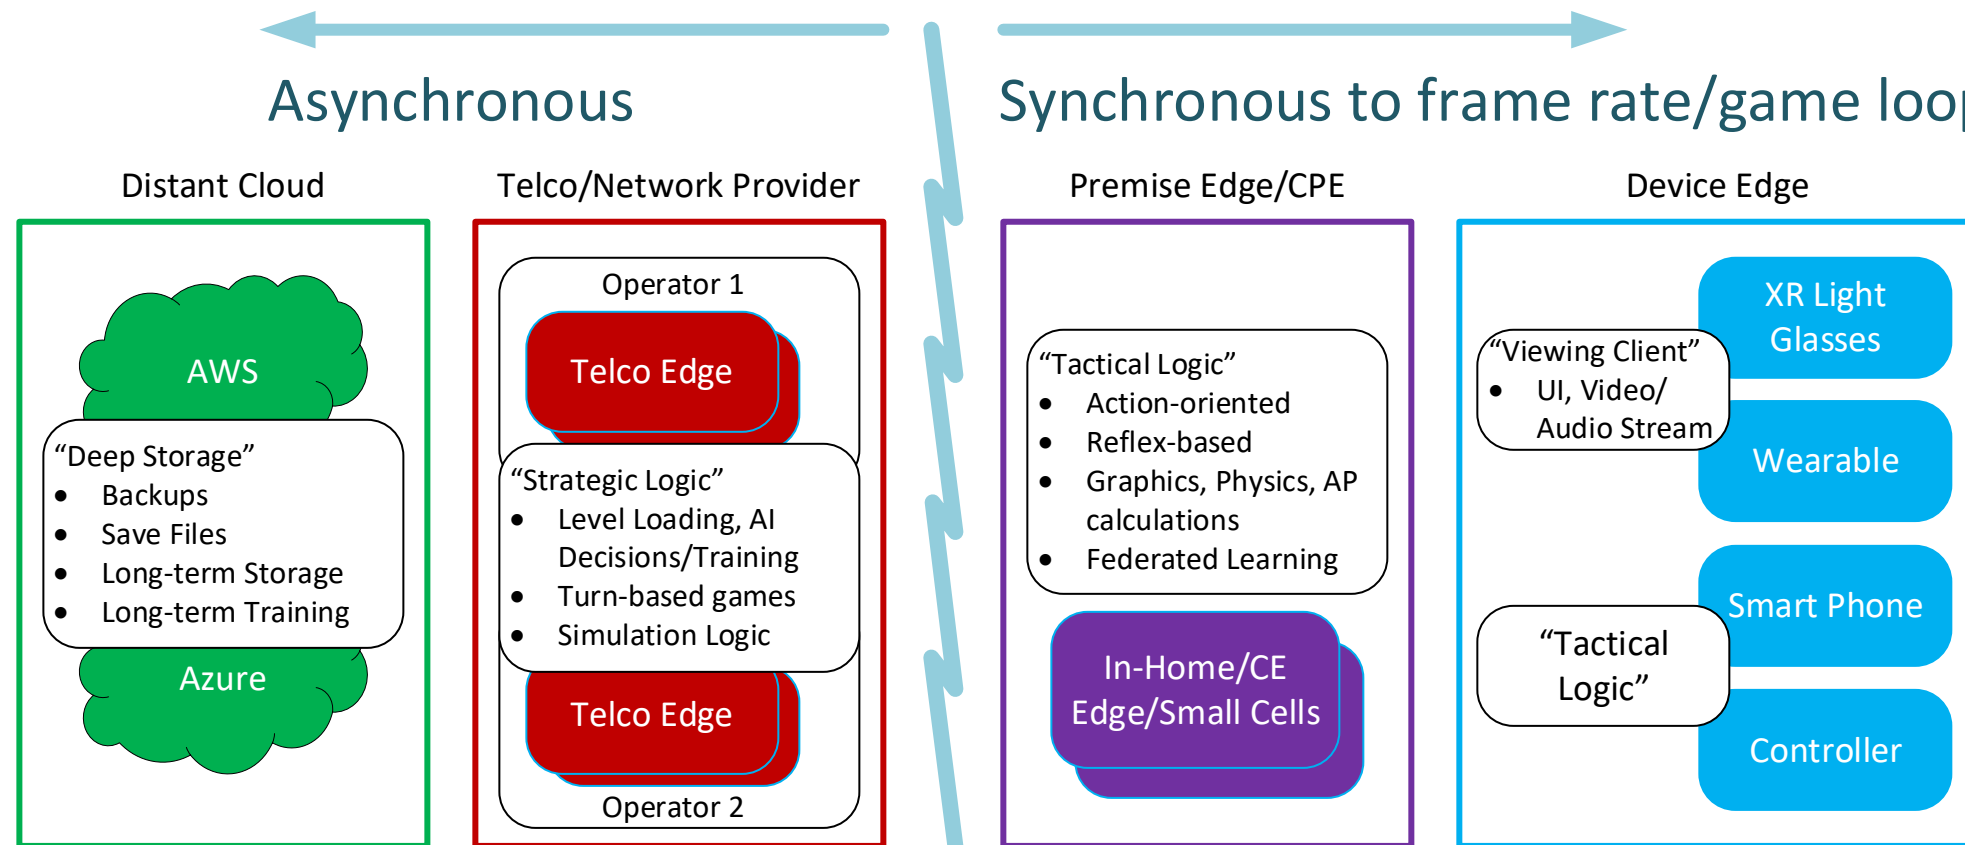 Asynchronous
Synchronous to frame rate/game loop
Distant Cloud
AWS
“Deep Storage”
• Backups
• Save Files
• Long-term Storage
• Long-term Training
Azure
Telco/Network Provider
Operator 1
Telco Edge
“Strategic Logic”
• Level Loading, AI
Decisions/Training
• Turn-based games
• Simulation Logic
Telco Edge
Operator 2
Premise Edge/CPE
“Tactical Logic”
• Action-oriented
• Reflex-based
• Graphics, Physics, AP
calculations
• Federated Learning
In-Home/CE
Edge/Small Cells
Device Edge
XR Light
Glasses
“Viewing Client”
• UI, Video/
Audio Stream
Wearable
Smart Phone
“Tactical
Logic”
Controller